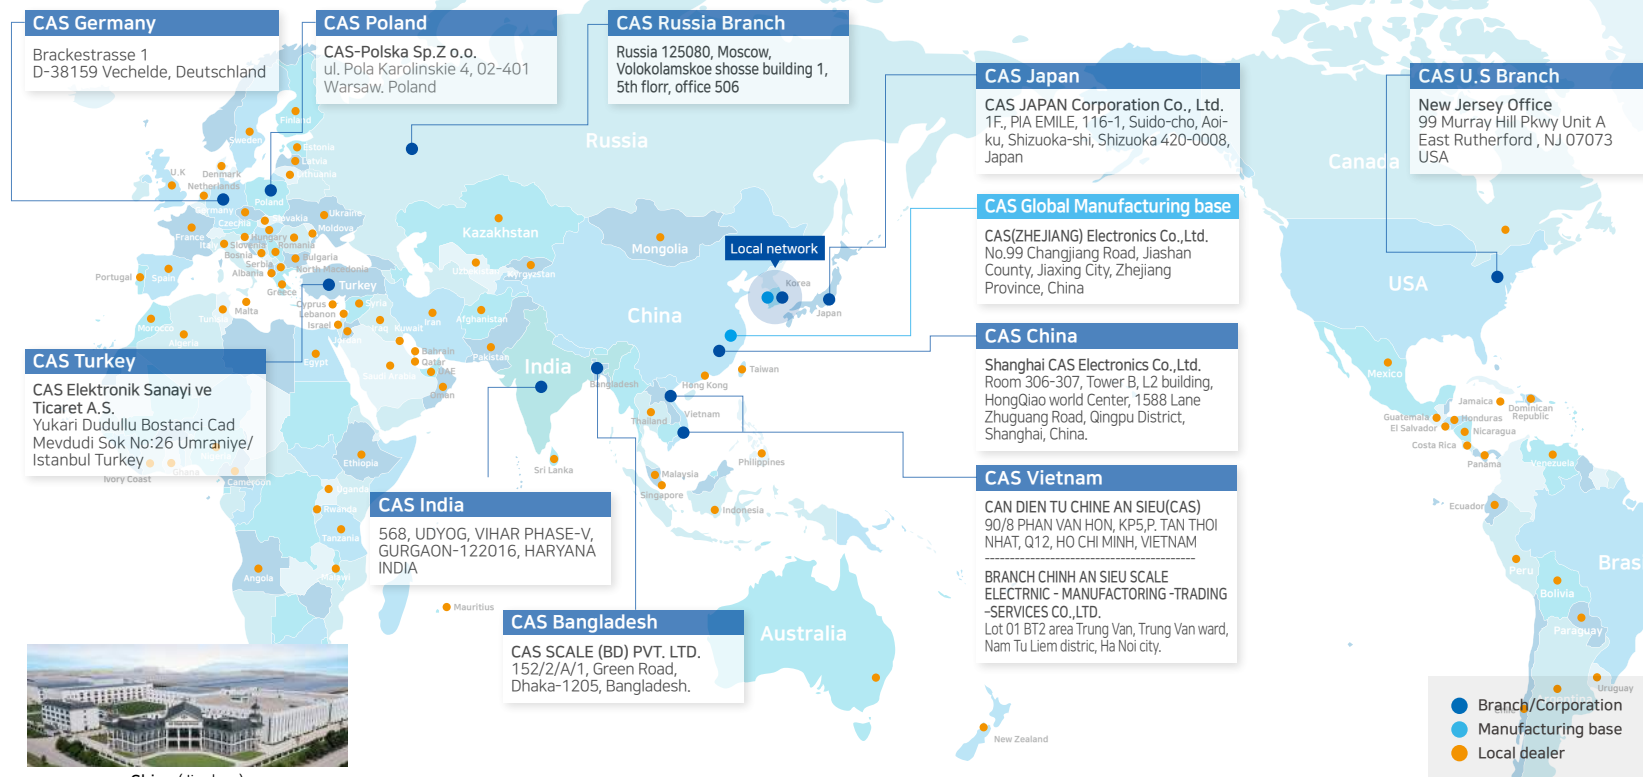 CAS Germany
Brackestrasse 1
D-38159 Vechelde, Deutschland
CAS Poland
CAS-Polska Sp.Z o.o.
ul. Pola Karolinskie 4, 02-401
Warsaw. Poland
CAS Russia Branch
Russia 125080, Moscow,
Volokolamskoe shosse building 1,
5th florr, office 506
CAS Japan
CAS JAPAN Corporation Co., Ltd.
1F., PIA EMILE, 116-1, Suido-cho, Aoi-
ku, Shizuoka-shi, Shizuoka 420-0008,
Japan
CAS U.S Branch
New Jersey Office
99 Murray Hill Pkwy Unit A
East Rutherford , NJ 07073
USA
CAS Global Manufacturing base
CAS(ZHEJIANG) Electronics Co.,Ltd.
No.99 Changjiang Road, Jiashan
County, Jiaxing City, Zhejiang
Province, China
CAS China
Shanghai CAS Electronics Co.,Ltd.
Room 306-307, Tower B, L2 building,
HongQiao world Center, 1588 Lane
Zhuguang Road, Qingpu District,
Shanghai, China.
CAS Vietnam
CAN DIEN TU CHINE AN SIEU(CAS)
90/8 PHAN VAN HON, KP5,P. TAN THOI
NHAT, Q12, HO CHI MINH, VIETNAM
------------------------------------------
BRANCH CHINH AN SIEU SCALE
ELECTRNIC - MANUFACTORING -TRADING
-SERVICES CO.,LTD.
Lot 01 BT2 area Trung Van, Trung Van ward,
Nam Tu Liem distric, Ha Noi city.
CAS Turkey
CAS Elektronik Sanayi ve
Ticaret A.S.
Yukari Dudullu Bostanci Cad
Mevdudi Sok No:26 Umraniye/
Istanbul Turkey
CAS India
568, UDYOG, VIHAR PHASE-V,
GURGAON-122016, HARYANA
INDIA
CAS Bangladesh
CAS SCALE (BD) PVT. LTD.
152/2/A/1, Green Road,
Dhaka-1205, Bangladesh.
Local network
Russia
Canada
USA
Kazakhstan
Mongolia
China
India
Turkey
Australia
Finland
Sweden
Estonia
Latvia
Lithuania
Denmark
U.K
Netherlands
Germany
Poland
Czechia
Slovakia
Ukraine
Moldova
France
Hungary
Romania
Slovenia
Bosnia
Serbia
Bulgaria
Albania
North Macedonia
Greece
Portugal
Spain
Malta
Morocco
Algeria
Cyprus
Lebanon
Israel
Syria
Jordan
Iraq
Kuwait
Iran
Afghanistan
Uzbekistan
Kyrgyzstan
Pakistan
Bahrain
Qatar
UAE
Oman
Saudi Arabia
Egypt
Ivory Coast
Ghana
Cameroon
Ethiopia
Uganda
Rwanda
Tanzania
Angola
Malawi
Mauritius
Sri Lanka
Bangladesh
Thailand
Vietnam
Hong Kong
Taiwan
Korea
Japan
Philippines
Malaysia
Singapore
Indonesia
New Zealand
Mexico
Jamaica
Dominican
Republic
Guatemala
Honduras
El Salvador
Nicaragua
Costa Rica
Panama
Venezuela
Ecuador
Peru
Bolivia
Bras
Paraguay
Uruguay
Argentina
Branch/Corporation
Manufacturing base
Local dealer